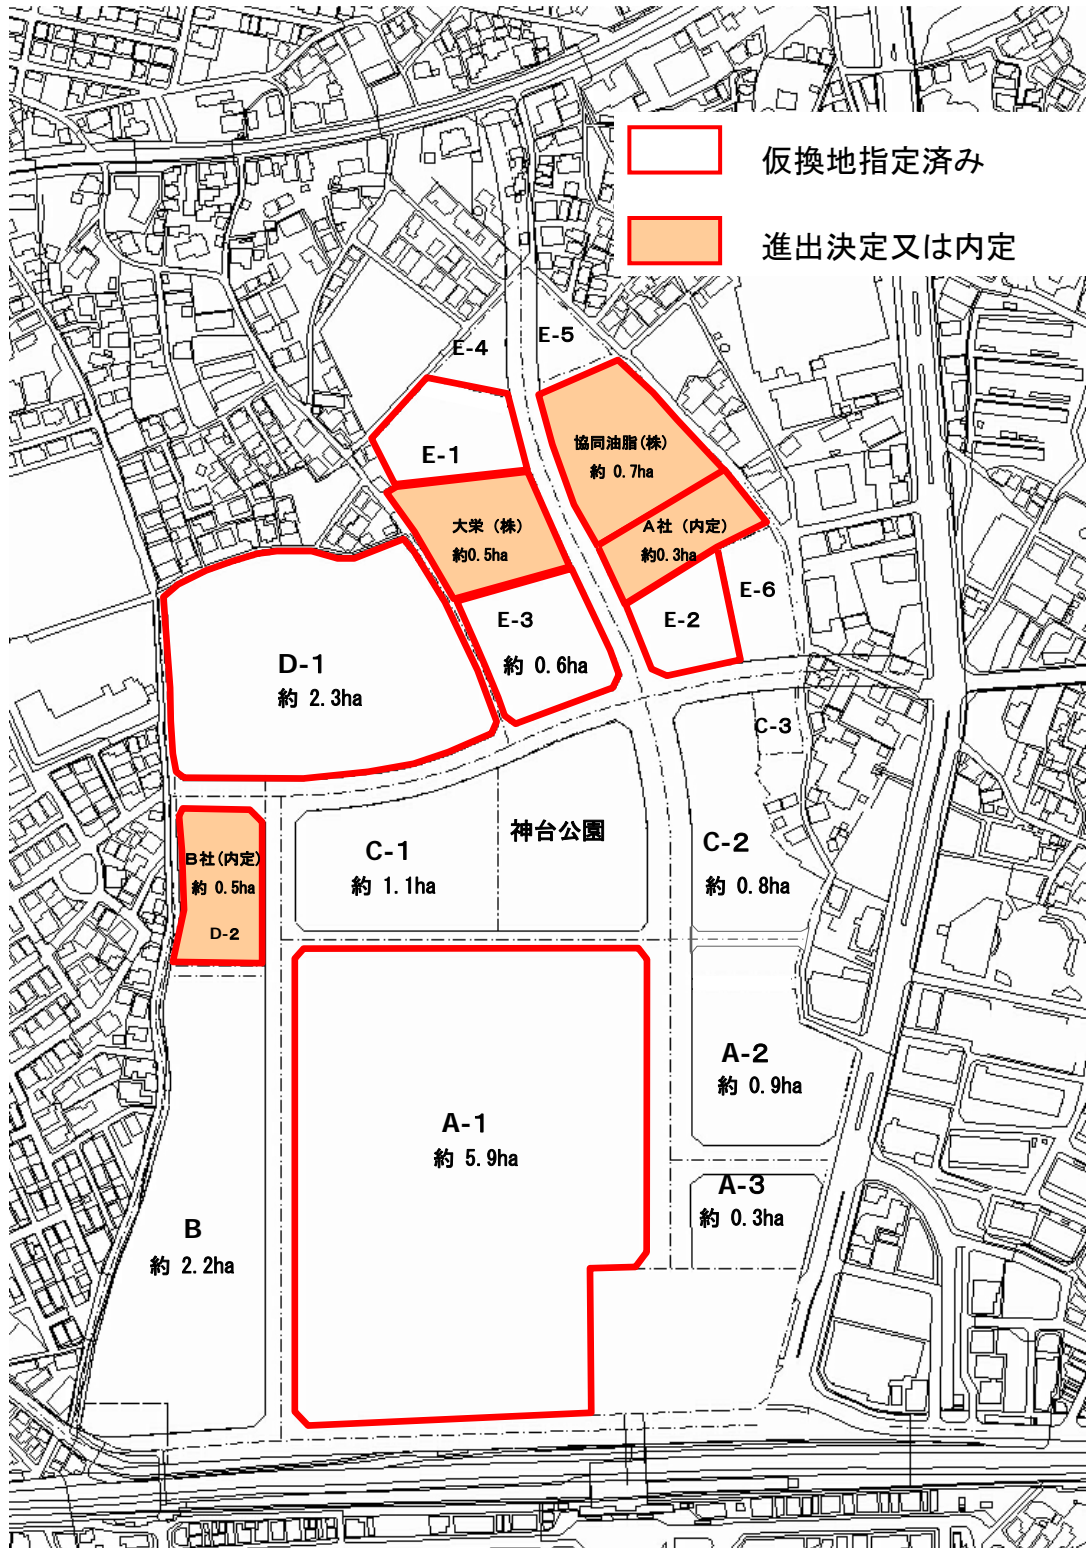 仮換地指定済み
進出決定又は内定
E-4
E-5
E-1
協同油脂(株)
約 0.7ha
大栄 (株)
約0.5ha
A社 (内定)
約0.3ha
E-6
E-3
約 0.6ha
E-2
D-1
約 2.3ha
C-3
B社(内定)
約 0.5ha
D-2
C-1
約 1.1ha
神台公園
C-2
約 0.8ha
A-2
約 0.9ha
A-1
約 5.9ha
A-3
約 0.3ha
B
約 2.2ha